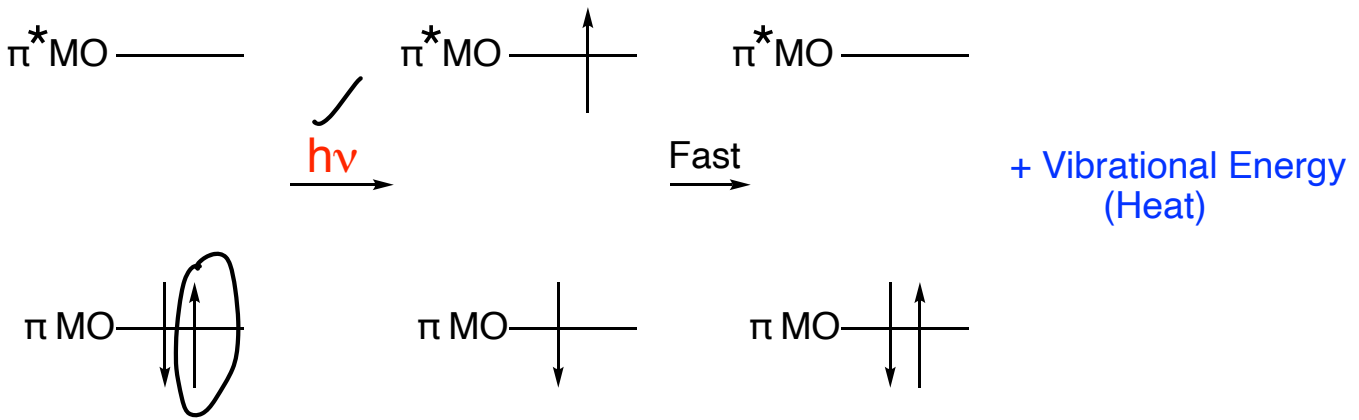 π*MO
π*MO
π*MO
hν
Fast
+ Vibrational Energy
(Heat)
π MO
π MO
π MO